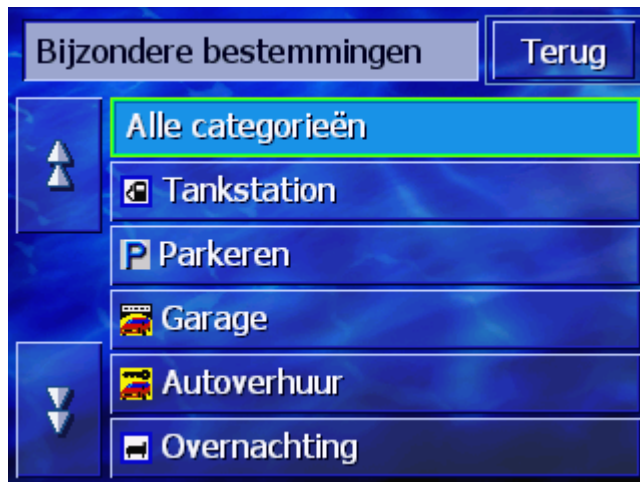 Bijzondere bestemmingen
Terug
Alle categorieën
Tankstation
P Parkeren
Garage
Autoverhuur
Overnachting